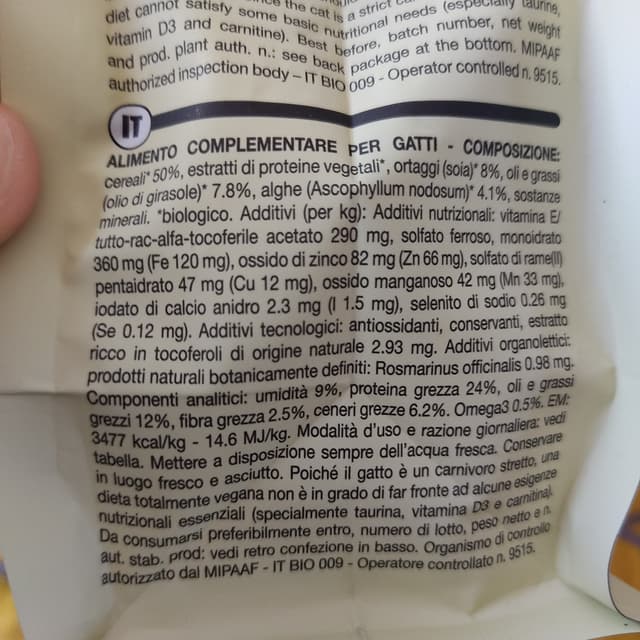 diet cannot satisfy some basic nutritional needs (especially taurine,
the cat is a strict
vitamin D3 and carnitine). Best before, batch number, net weight
and prod. plant auth. n.: see back package at the bottom. MIPAAF
authorized inspection body – IT BIO 009 - Operator controlled n. 9515.
IT
ALIMENTO COMPLEMENTARE PER GATTI - COMPOSIZIONE:
cereali* 50%, estratti di proteine vegetali*, ortaggi (soia)* 8%, oli e grassi
(olio di girasole)* 7.8%, alghe (Ascophyllum nodosum)* 4.1%, sostanze
minerali. *biologico. Additivi (per kg): Additivi nutrizionali: vitamina E/
tutto-rac-alfa-tocoferile acetato 290 mg, solfato ferroso, monoidrato
360 mg (Fe 120 mg), ossido di zinco 82 mg (Zn 66 mg), solfato di rame(II)
pentaidrato 47 mg (Cu 12 mg), ossido manganoso 42 mg (Mn 33 mg),
iodato di calcio anidro 2.3 mg (I 1.5 mg), selenito di sodio 0.26 mg
(Se 0.12 mg). Additivi tecnologici: antiossidanti, conservanti, estratto
ricco in tocoferoli di origine naturale 2.93 mg. Additivi organolettici:
prodotti naturali botanicamente definiti: Rosmarinus officinalis 0.98 mg.
Componenti analitici: umidità 9%, proteina grezza 24%, oli e grassi
grezzi 12%, fibra grezza 2.5%, ceneri grezze 6.2%. Omega3 0.5%. EM:
3477 kcal/kg - 14.6 MJ/kg. Modalità d'uso e razione giornaliera: vedi
tabella. Mettere a disposizione sempre dell'acqua fresca. Conservare
in luogo fresco e asciutto. Poiché il gatto è un carnivoro stretto, una
dieta totalmente vegana non è in grado di far fronte ad alcune esigenze
nutrizionali essenziali (specialmente taurina, vitamina D3 e carnitina).
Da consumarsi preferibilmente entro, numero di lotto, peso netto e n.
aut. stab. prod: vedi retro confezione in basso. Organismo di controllo
autorizzato dal MIPAAF - IT BIO 009 - Operatore controllato n. 9515.